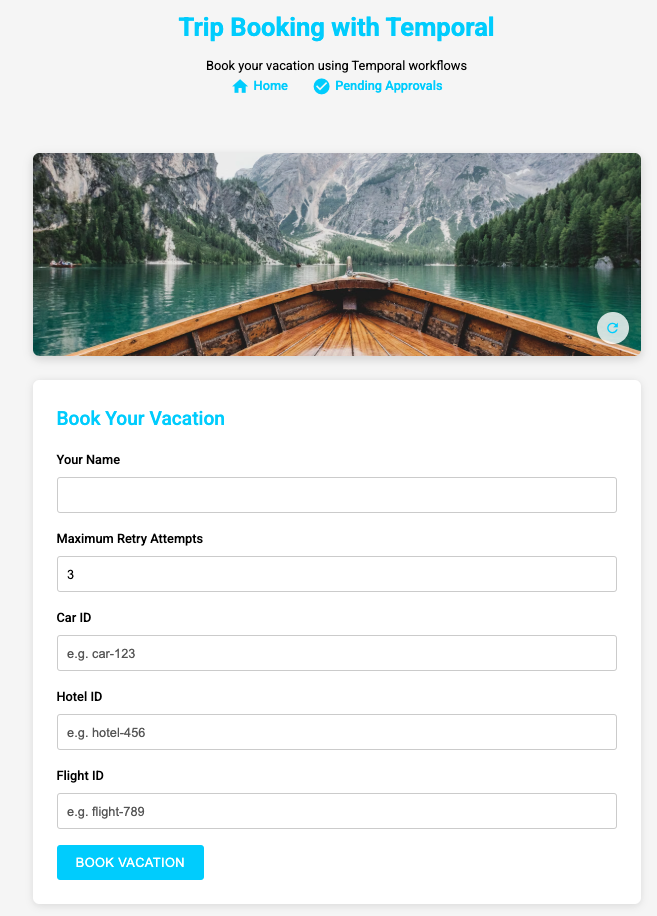 Trip Booking with Temporal
Book your vacation using Temporal workflows
Home Pending Approvals
Book Your Vacation
Your Name
Maximum Retry Attempts
3
Car ID
e.g. car-123
Hotel ID
e.g. hotel-456
Flight ID
e.g. flight-789
BOOK VACATION